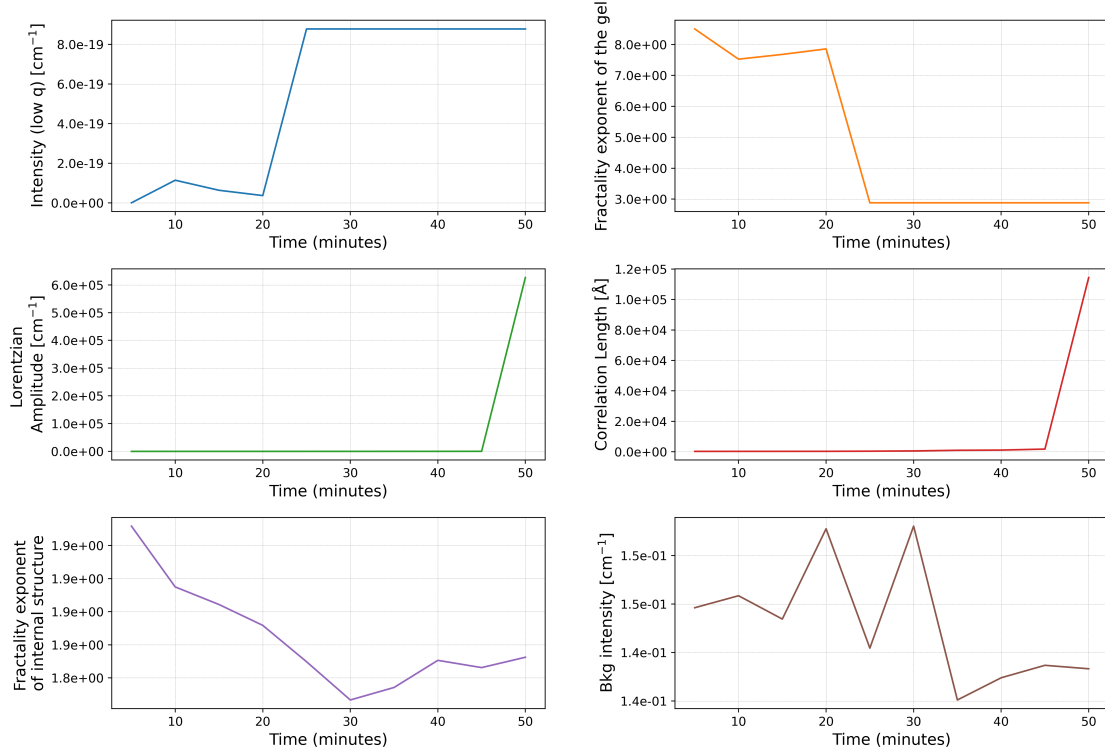 Intensity (low q) [cm⁻¹]
8.0e-19
6.0e-19
4.0e-19
2.0e-19
0.0e+00
10 20 30 40 50
Time (minutes)
Fractality exponent of the gel
8.0e+00
7.0e+00
6.0e+00
5.0e+00
4.0e+00
3.0e+00
10 20 30 40 50
Time (minutes)
Lorentzian
Amplitude [cm⁻¹]
6.0e+05
5.0e+05
4.0e+05
3.0e+05
2.0e+05
1.0e+05
0.0e+00
10 20 30 40 50
Time (minutes)
Correlation Length [Å]
1.2e+05
1.0e+05
8.0e+04
6.0e+04
4.0e+04
2.0e+04
0.0e+00
10 20 30 40 50
Time (minutes)
Fractality exponent
of internal structure
1.9e+00
1.9e+00
1.9e+00
1.9e+00
1.8e+00
10 20 30 40 50
Time (minutes)
Bkg intensity [cm⁻¹]
1.5e-01
1.5e-01
1.4e-01
1.4e-01
10 20 30 40 50
Time (minutes)